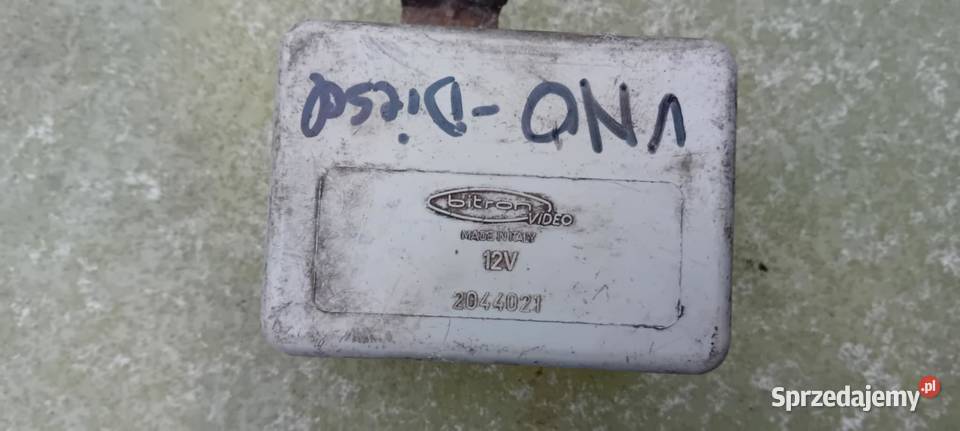 UNO -Diesel
bitron
VIDEO
MADE IN ITALY
12V
2044021
Sprzedajemy.pl